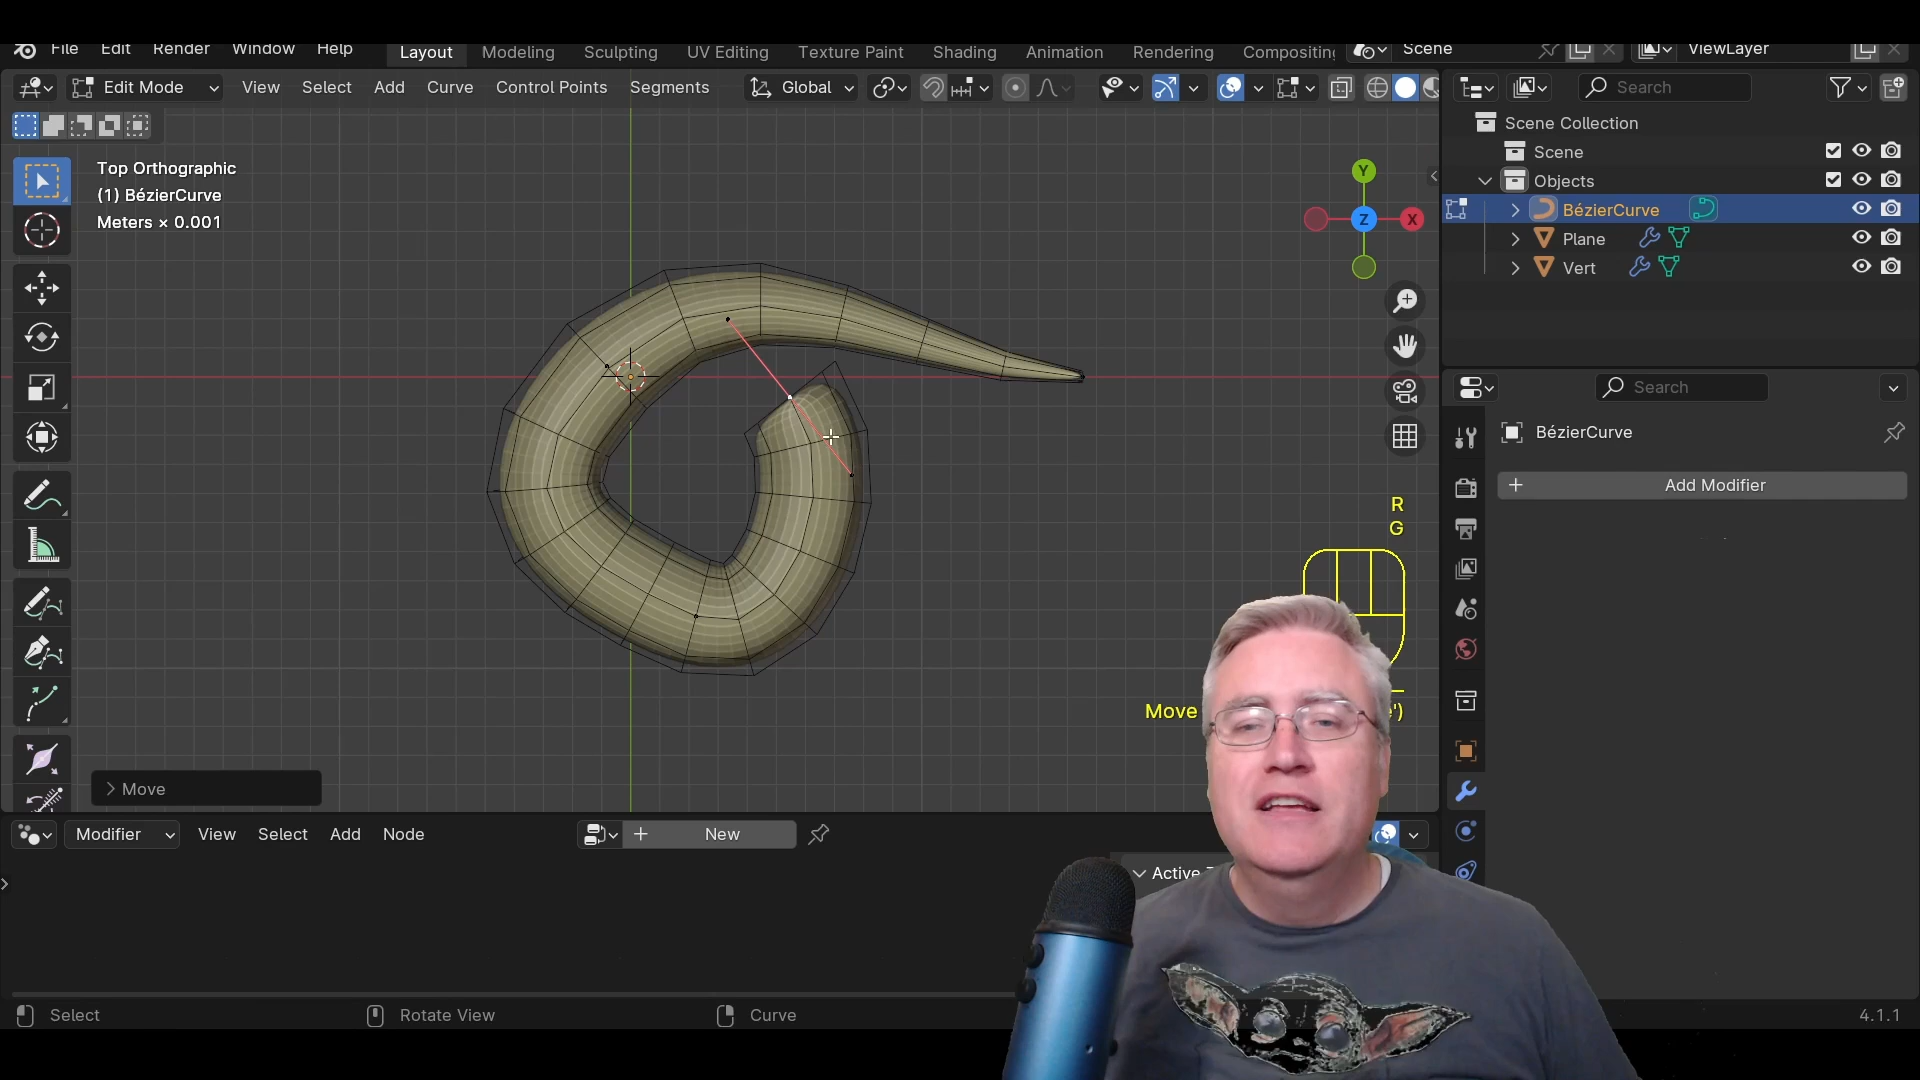 File Edit Render Window Help
Layout Modeling Sculpting UV Editing Texture Paint Shading Animation Rendering Scene ViewLayer
Edit Mode View Select Add Curve Control Points Segments Global Search
Scene Collection
Top Orthographic
(1) BézierCurve
Meters × 0.001
Y
X
Z
Scene
Objects
BézierCurve
Plane
Vert
Search
BézierCurve
+ Add Modifier
R
G
Move ')
> Move
Modifier View Select Add Node + New
Active
Select Rotate View Curve 4.1.1